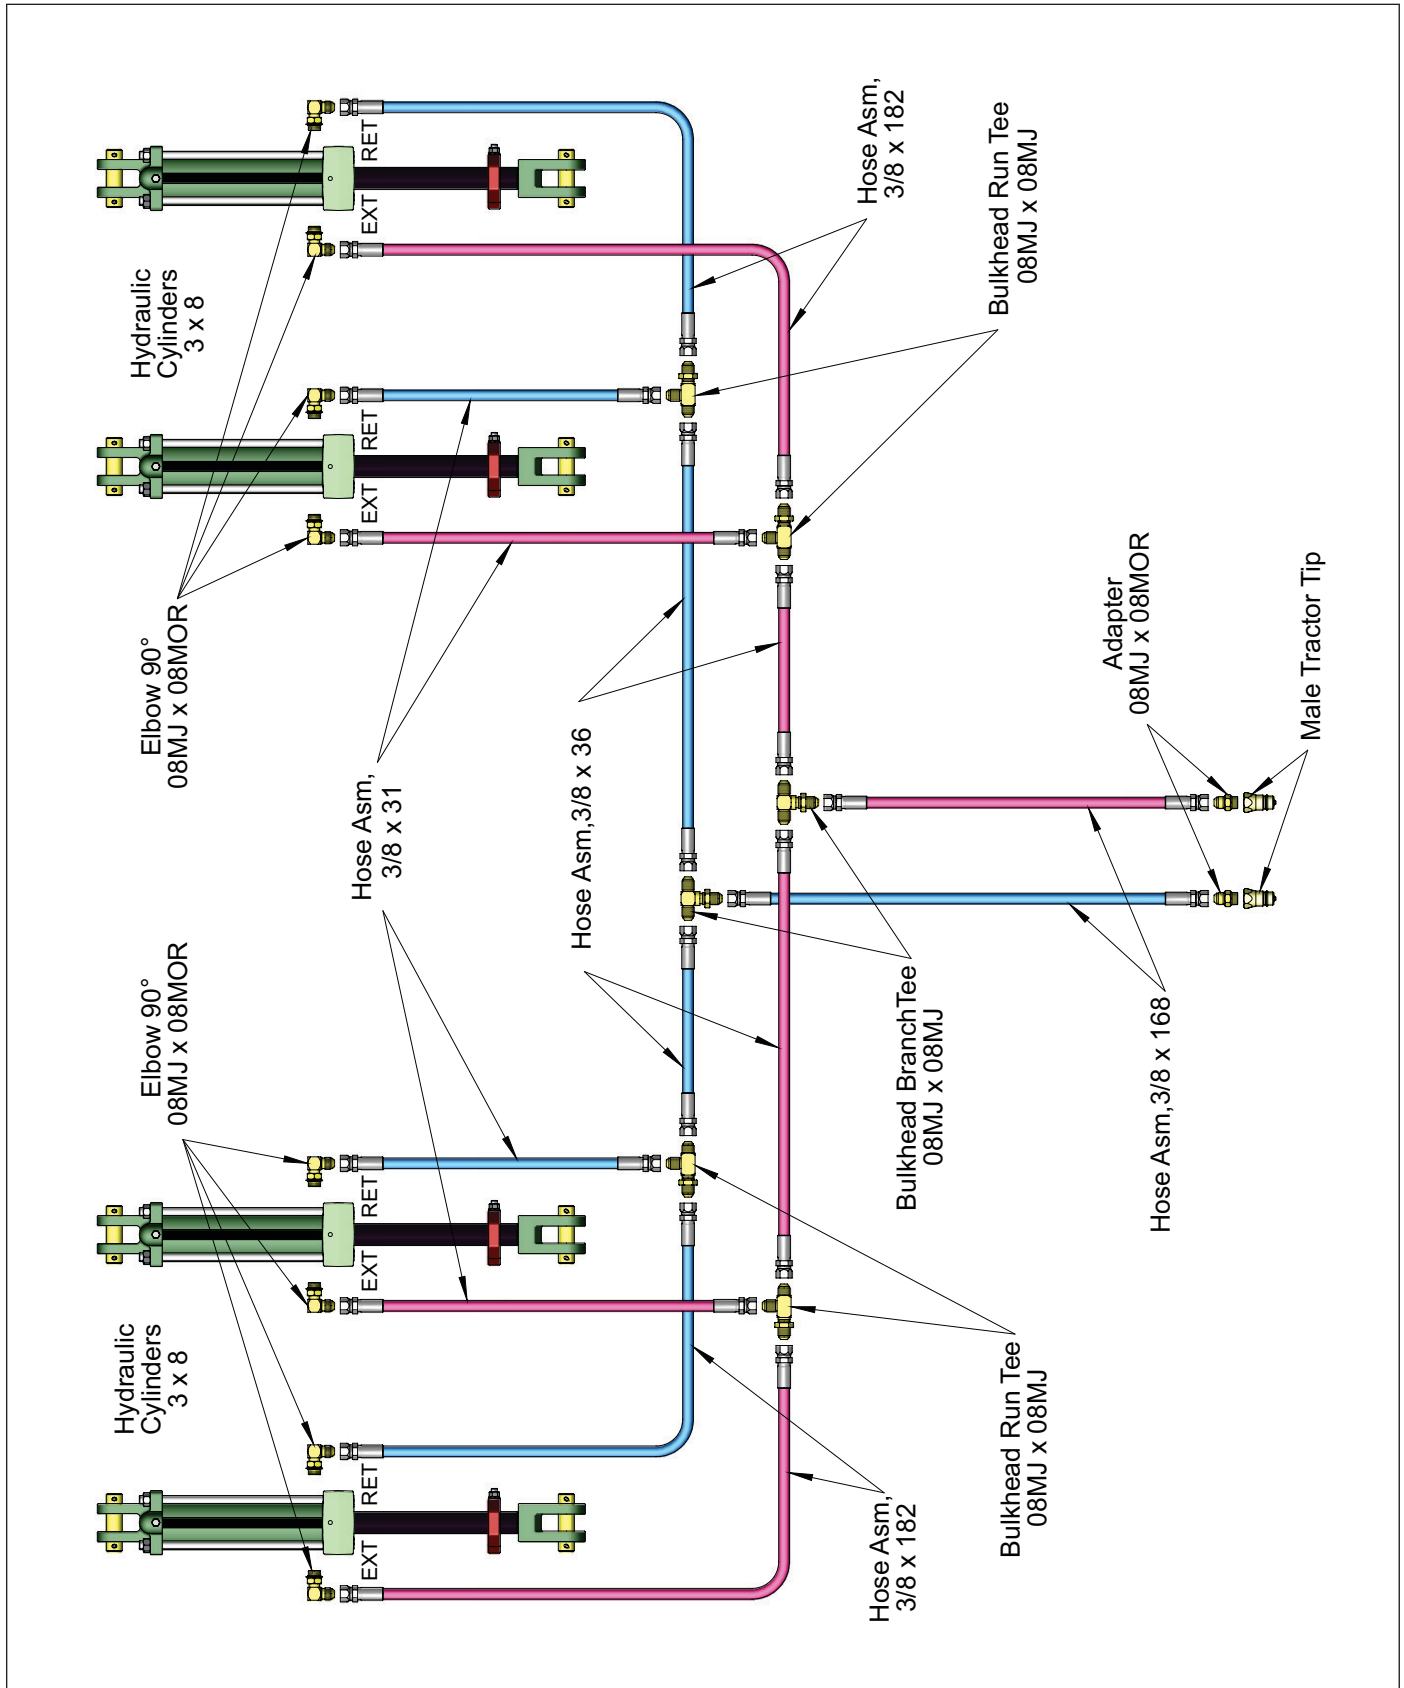 Hydraulic
Cylinders
3 x 8
Elbow 90°
08MJ x 08MOR
Hydraulic
Cylinders
3 x 8
Elbow 90°
08MJ x 08MOR
EXT
RET
EXT
RET
EXT
RET
EXT
RET
Hose Asm,
3/8 x 31
Hose Asm,3/8 x 36
Hose Asm,
3/8 x 182
Hose Asm,
3/8 x 182
Bulkhead Run Tee
08MJ x 08MJ
Bulkhead BranchTee
08MJ x 08MJ
Bulkhead Run Tee
08MJ x 08MJ
Hose Asm,3/8 x 168
Adapter
08MJ x 08MOR
Male Tractor Tip